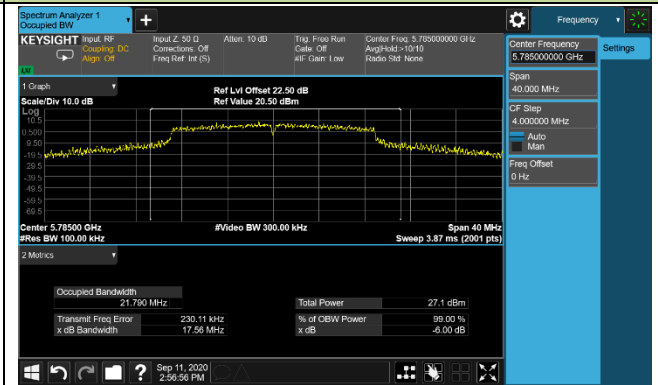 Spectrum Analyzer 1
Occupied BW
+
Frequency
KEYSIGHT
Input: RF
Coupling: DC
Align: Off
Input Z: 50 Ω
Corrections: Off
Freq Ref: Int (S)
Atten: 10 dB
Trig: Free Run
Gate: Off
#IF Gain: Low
Center Freq: 5.785000000 GHz
Avg|Hold:>10/10
Radio Std: None
LXI
Center Frequency
5.785000000 GHz
Settings
Span
40.000 MHz
CF Step
4.000000 MHz
Auto
Man
Freq Offset
0 Hz
1 Graph
Scale/Div 10.0 dB
Ref Lvl Offset 22.50 dB
Ref Value 20.50 dBm
Log
10.5
0.500
-9.50
-19.5
-29.5
-39.5
-49.5
-59.5
-69.5
Center 5.78500 GHz
#Video BW 300.00 kHz
Span 40 MHz
#Res BW 100.00 kHz
Sweep 3.87 ms (2001 pts)
2 Metrics
Occupied Bandwidth
21.790 MHz
Total Power
27.1 dBm
Transmit Freq Error
230.11 kHz
% of OBW Power
99.00 %
x dB Bandwidth
17.56 MHz
x dB
-6.00 dB
?
Sep 11, 2020
2:56:56 PM